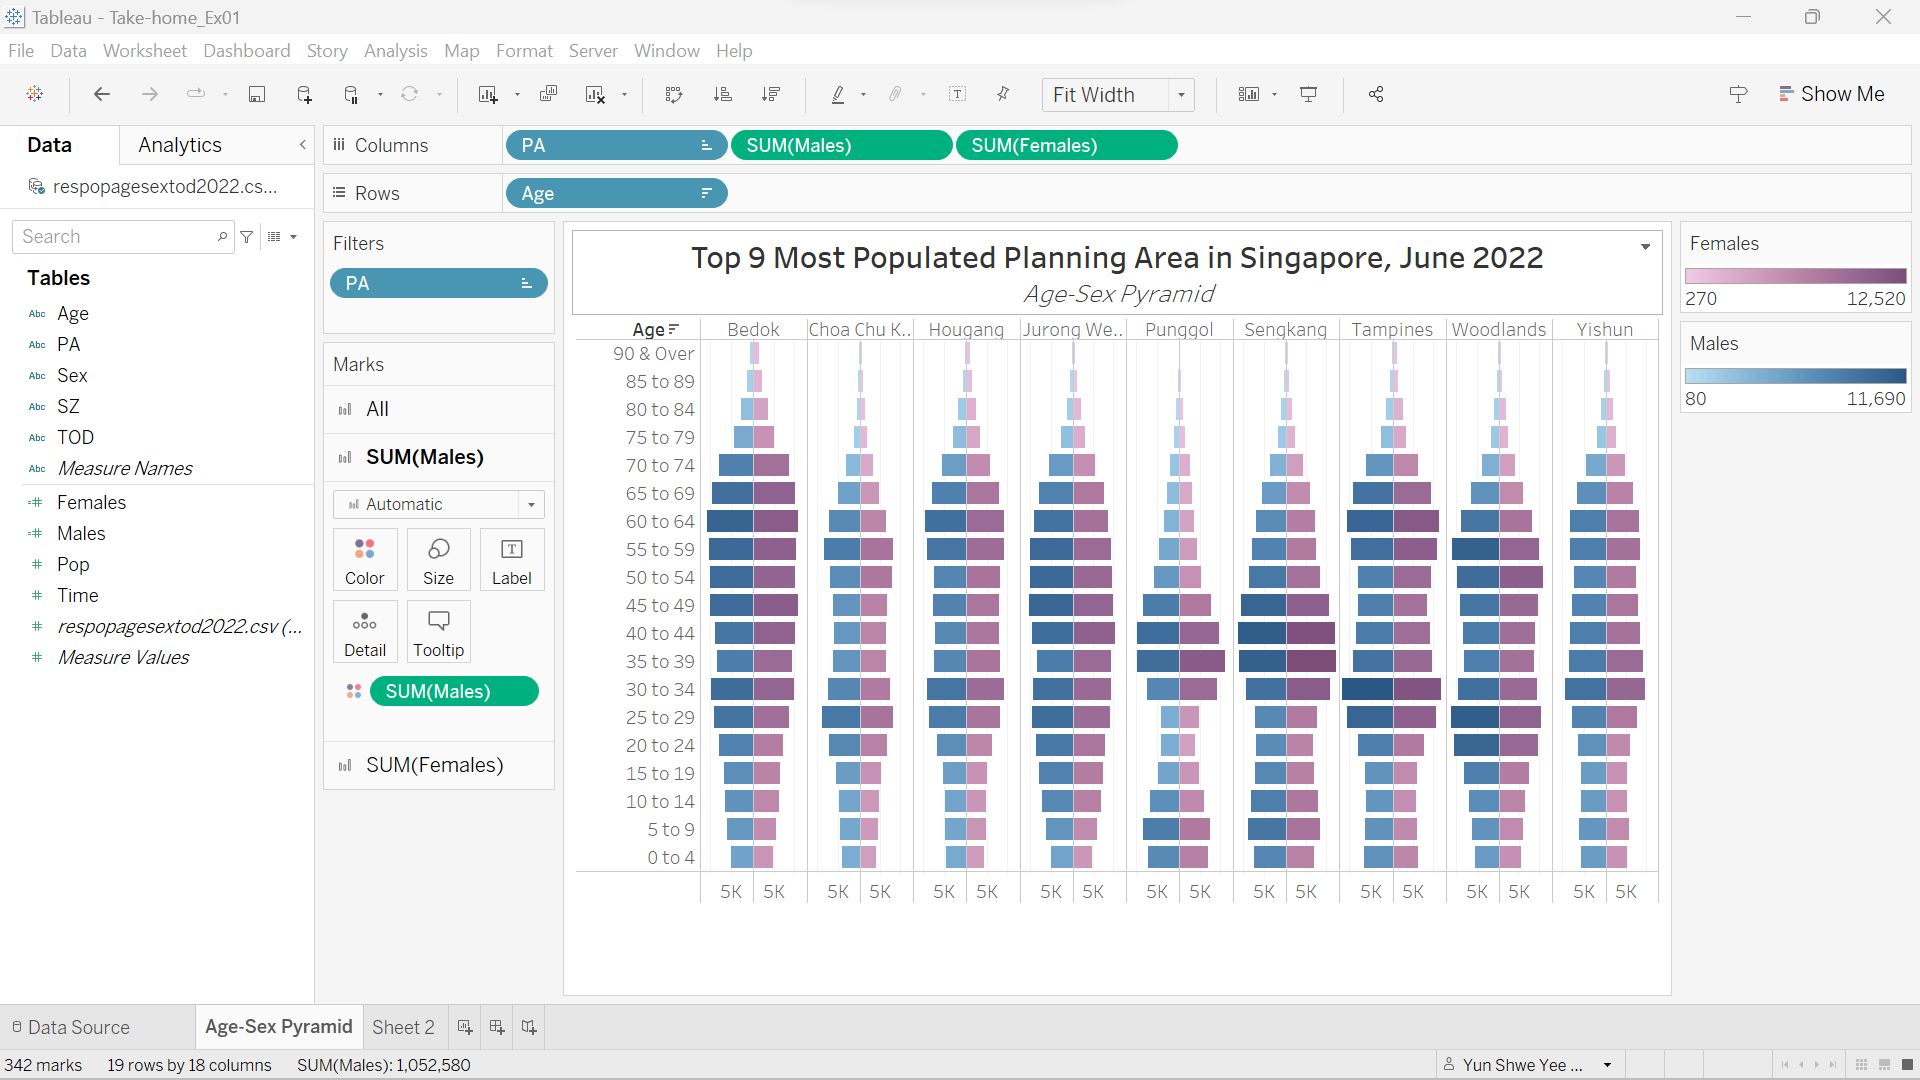 Tableau - Take-home_Ex01
File Data Worksheet Dashboard Story Analysis Map Format Server Window Help
Fit Width
Show Me
Data Analytics
respopagesextod2022.cs...
Search
Tables
Abc Age
Abc PA
Abc Sex
Abc SZ
Abc TOD
Abc Measure Names
Females
Males
Pop
Time
respopagesextod2022.csv (...
Measure Values
Columns PA SUM(Males) SUM(Females)
Rows Age
Filters
PA
Marks
All
SUM(Males)
Automatic
Color Size Label
Detail Tooltip
SUM(Males)
SUM(Females)
Top 9 Most Populated Planning Area in Singapore, June 2022
Age-Sex Pyramid
Age Bedok Choa Chu K.. Hougang Jurong We.. Punggol Sengkang Tampines Woodlands Yishun
90 & Over
85 to 89
80 to 84
75 to 79
70 to 74
65 to 69
60 to 64
55 to 59
50 to 54
45 to 49
40 to 44
35 to 39
30 to 34
25 to 29
20 to 24
15 to 19
10 to 14
5 to 9
0 to 4
5K 5K 5K 5K 5K 5K 5K 5K 5K 5K 5K 5K 5K 5K 5K 5K 5K 5K
Females
270 12,520
Males
80 11,690
Data Source Age-Sex Pyramid Sheet 2
342 marks 19 rows by 18 columns SUM(Males): 1,052,580
Yun Shwe Yee ...